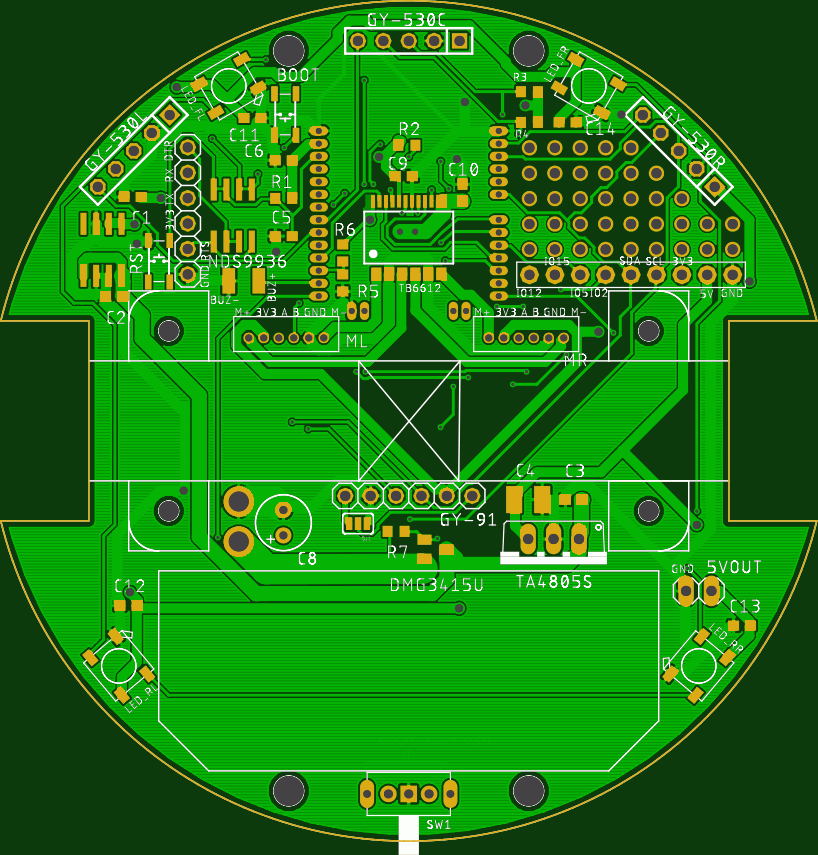 GY-530C
BOOT
LED_FR
R3
LED_FL
GY-530L
C11
R4
C14
GY-530R
R2
C6
C9
DTR
RX
TX
3V3
RTS
GND
R1
C10
C1
C5
R6
RST
NDS9936
IO15 SDA SCL 3V3
BUZ- BUZ+
TB6612
R5
IO12 IO5IO2 5V GND
C2
M+ 3V3 A B GND M-
M+ 3V3 A B GND M-
ML
MR
C4 C3
GY-91
R7
C8
+
DMG3415U
TA4805S
GND 5VOUT
C12
C13
LED_RR
LED_RL
SW1